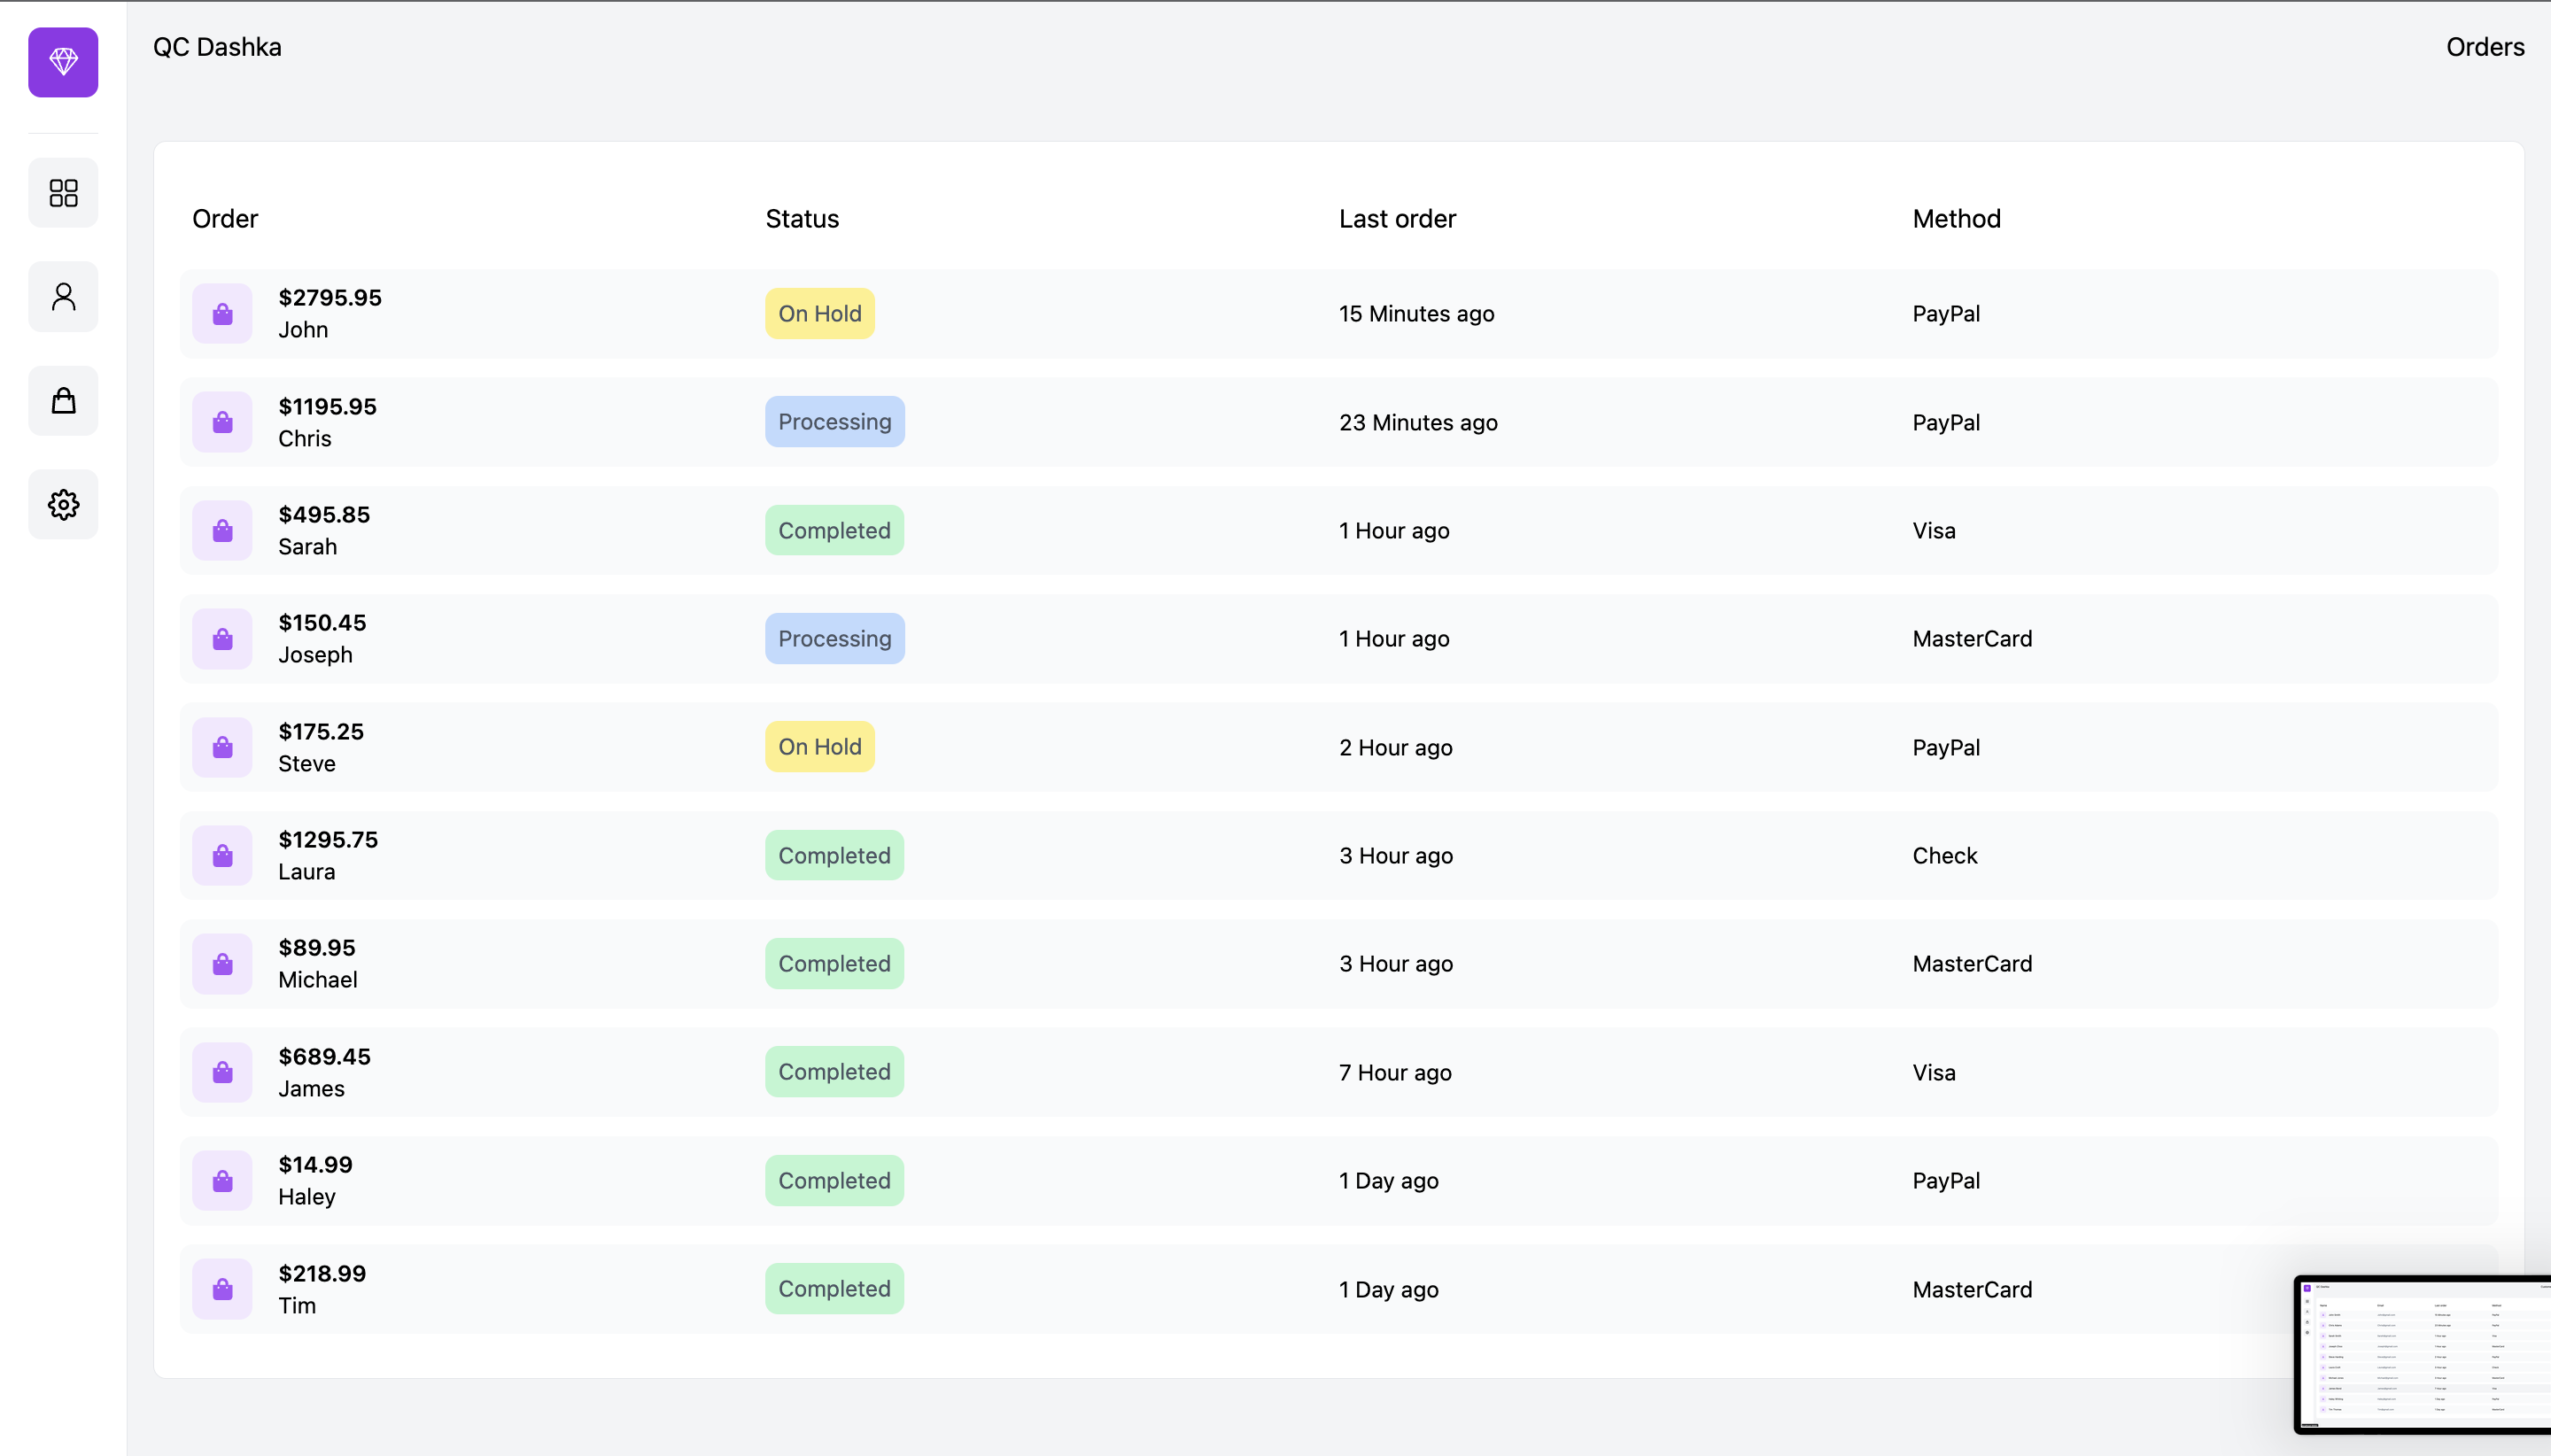 QC Dashka
Orders
Order Status Last order Method
$2795.95
John
On Hold
15 Minutes ago
PayPal
$1195.95
Chris
Processing
23 Minutes ago
PayPal
$495.85
Sarah
Completed
1 Hour ago
Visa
$150.45
Joseph
Processing
1 Hour ago
MasterCard
$175.25
Steve
On Hold
2 Hour ago
PayPal
$1295.75
Laura
Completed
3 Hour ago
Check
$89.95
Michael
Completed
3 Hour ago
MasterCard
$689.45
James
Completed
7 Hour ago
Visa
$14.99
Haley
Completed
1 Day ago
PayPal
$218.99
Tim
Completed
1 Day ago
MasterCard